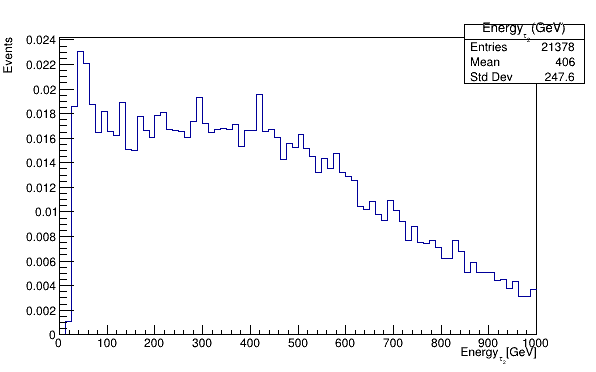 Energy_τ₂ (GeV)
Entries 21378
Mean 406
Std Dev 247.6
Events
0.024
0.022
0.02
0.018
0.016
0.014
0.012
0.01
0.008
0.006
0.004
0.002
0
0 100 200 300 400 500 600 700 800 900 1000
Energy_τ₂ [GeV]